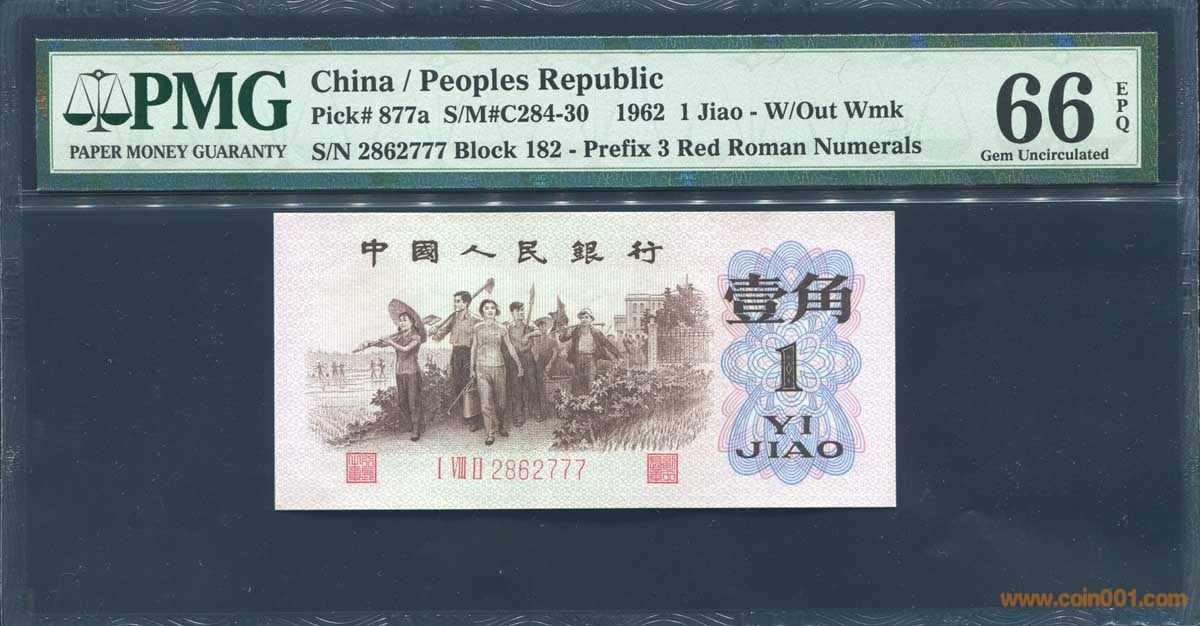 PMG
PAPER MONEY GUARANTY
China / Peoples Republic
Pick# 877a S/M#C284-30 1962 1 Jiao - W/Out Wmk
S/N 2862777 Block 182 - Prefix 3 Red Roman Numerals
66
EPQ
Gem Uncirculated
中國人民銀行
壹角
1
YI
JIAO
I VIII II 2862777
www.coin001.com